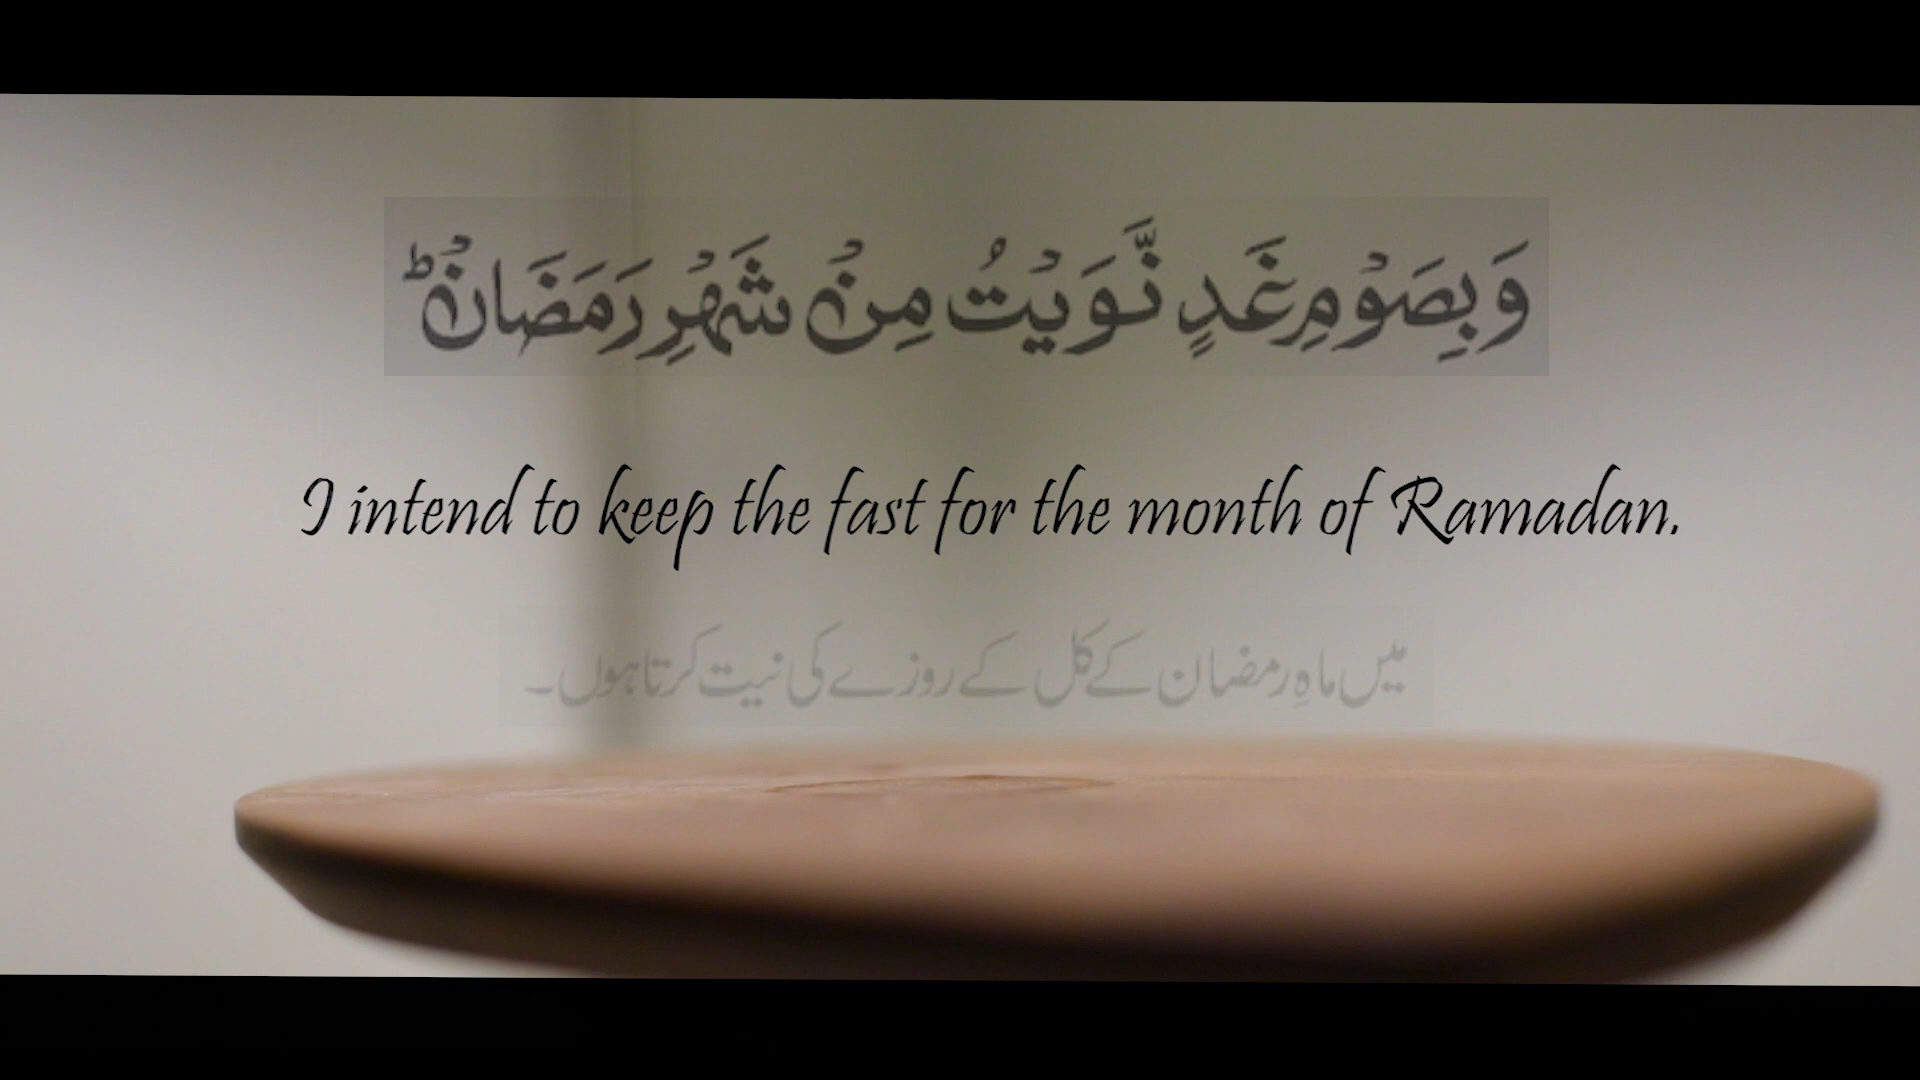 وَبِصَوْمِ غَدٍ نَّوَيْتُ مِنْ شَهْرِ رَمَضَانَ ؕ
I intend to keep the fast for the month of Ramadan.
میں ماہِ رمضان کے کل کے روزے کی نیت کرتا ہوں۔